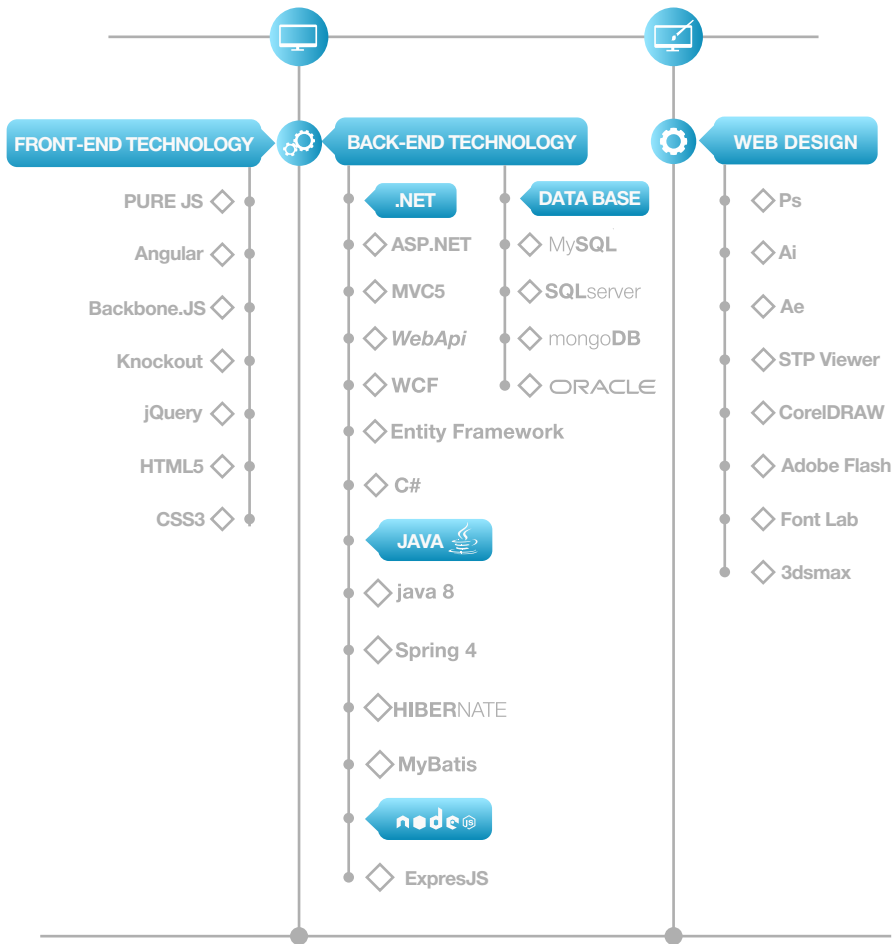 FRONT-END TECHNOLOGY
PURE JS
Angular
Backbone.JS
Knockout
jQuery
HTML5
CSS3
BACK-END TECHNOLOGY
.NET
ASP.NET
MVC5
WebApi
WCF
Entity Framework
C#
JAVA
java 8
Spring 4
HIBERNATE
MyBatis
node JS
ExpresJS
DATA BASE
MySQL
SQLserver
mongoDB
ORACLE
WEB DESIGN
Ps
Ai
Ae
STP Viewer
CorelDRAW
Adobe Flash
Font Lab
3dsmax